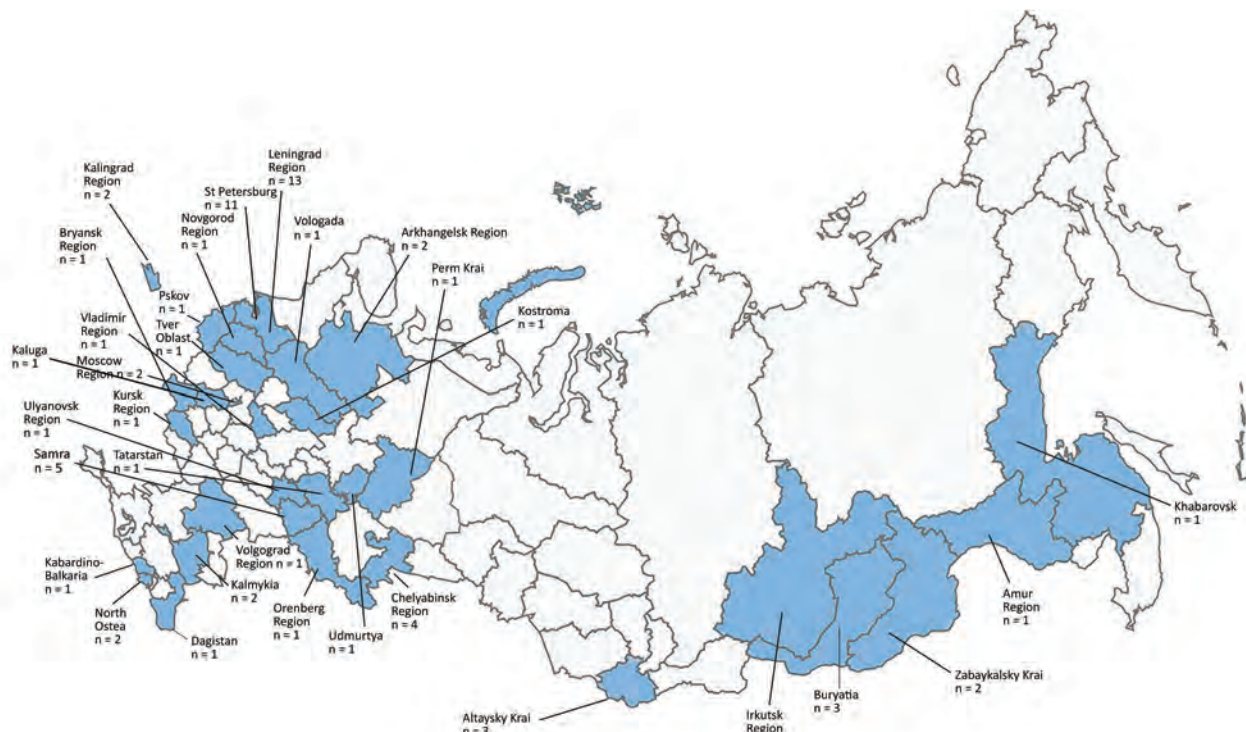 Leningrad
Region
n = 13
Kalingrad
Region
n = 2
St Petersburg
n = 11
Novgorod
Region
n = 1
Vologada
n = 1
Bryansk
Region
n = 1
Arkhangelsk Region
n = 2
Perm Krai
n = 1
Pskov
n = 1
Kostroma
n = 1
Vladimir
Region
n = 1
Tver
Oblast
n = 1
Kaluga
n = 1
Moscow
Region n = 2
Kursk
Region
n = 1
Ulyanovsk
Region
n = 1
Samra
n = 5
Tatarstan
n = 1
Khabarovsk
n = 1
Volgograd
Region n = 1
Kabardino-
Balkaria
n = 1
Kalmykia
n = 2
North
Ostea
n = 2
Dagistan
n = 1
Orenberg
Region
n = 1
Udmurtya
n = 1
Chelyabinsk
Region
n = 4
Amur
Region
n = 1
Zabaykalsky Krai
n = 2
Buryatia
n = 3
Altaysky Krai
n = 3
Irkutsk
Region